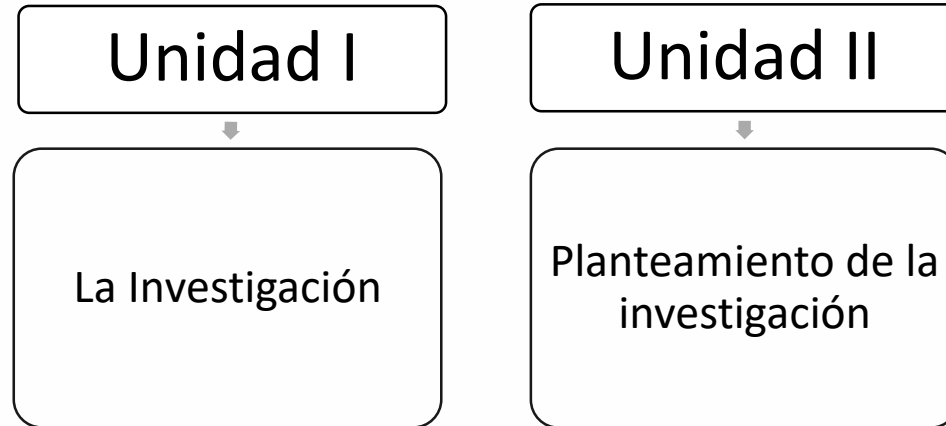 Unidad I
La Investigación
Unidad II
Planteamiento de la
investigación